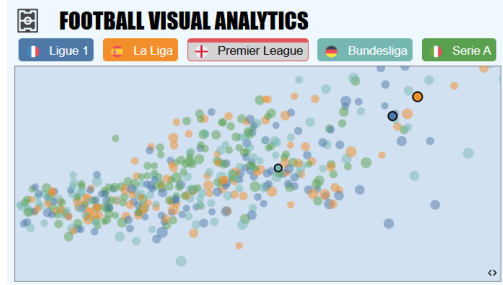 FOOTBALL VISUAL ANALYTICS
Ligue 1 La Liga Premier League Bundesliga Serie A
<>